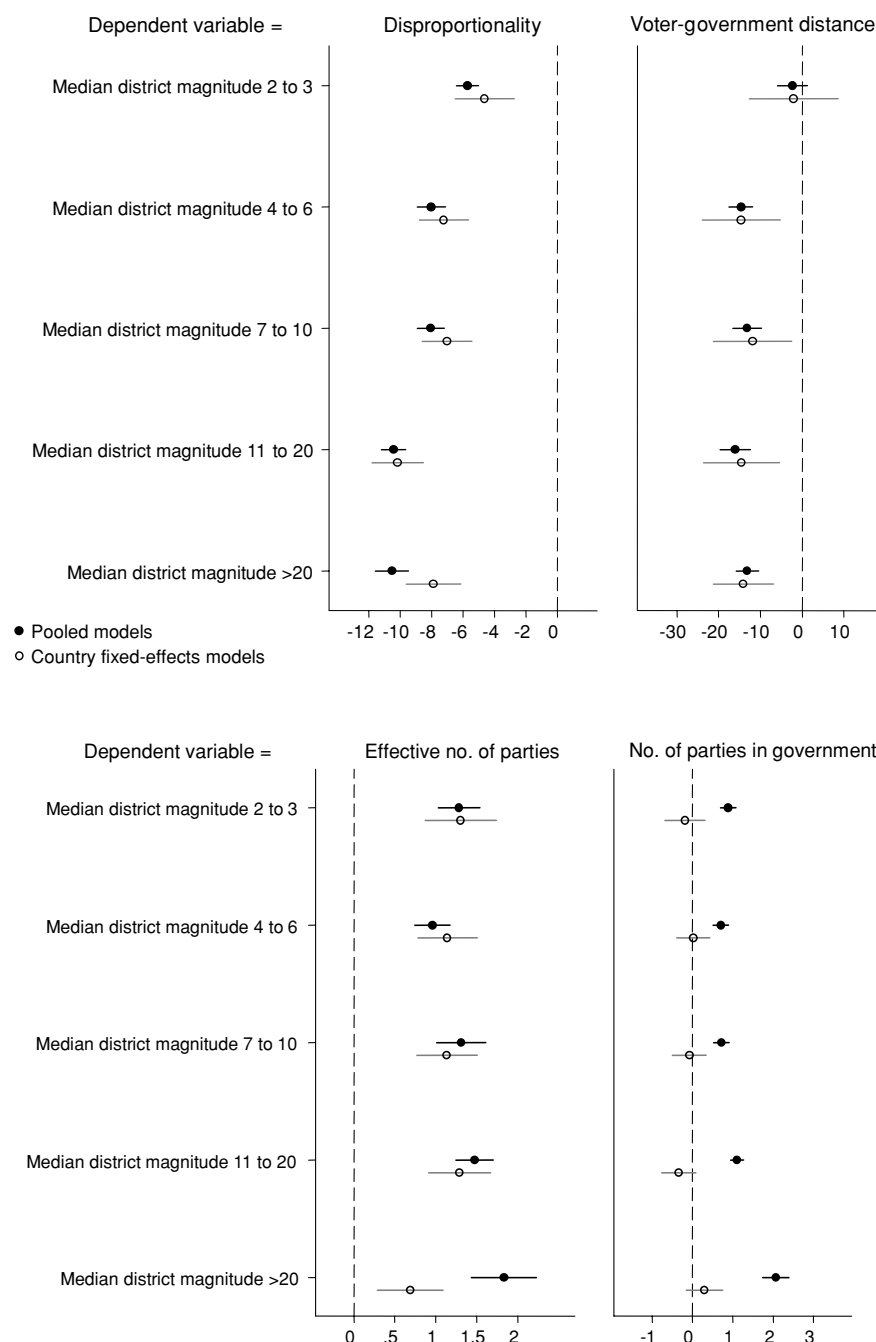 Dependent variable = Disproportionality Voter-government distance
Median district magnitude 2 to 3
Median district magnitude 4 to 6
Median district magnitude 7 to 10
Median district magnitude 11 to 20
Median district magnitude >20
-12 -10 -8 -6 -4 -2 0 -30 -20 -10 0 10
Pooled models
Country fixed-effects models
Dependent variable = Effective no. of parties No. of parties in government
Median district magnitude 2 to 3
Median district magnitude 4 to 6
Median district magnitude 7 to 10
Median district magnitude 11 to 20
Median district magnitude >20
0 .5 1 1.5 2 -1 0 1 2 3